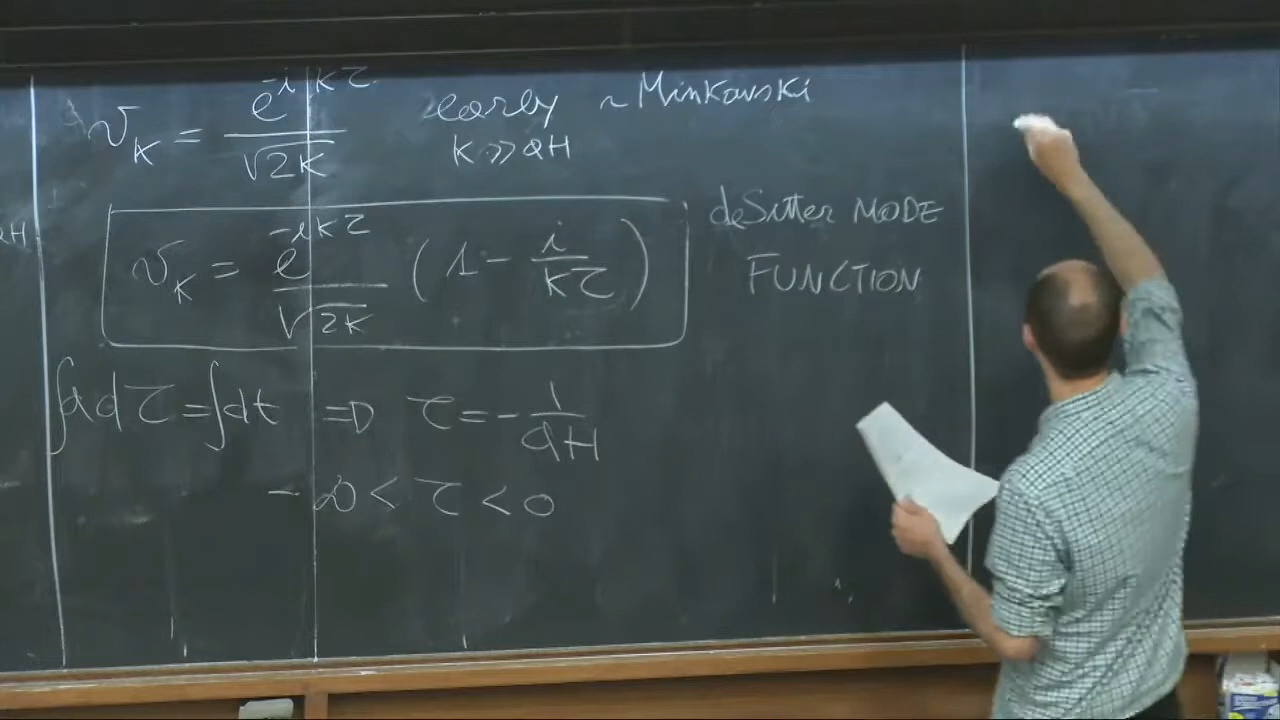 v_K = e^{-ikτ} / √2K early ~ Minkowski
K >> aH
aH
v_K = e^{-ikτ} / √2K (1 - i/kτ) deSitter MODE
FUNCTION
∫a dτ = ∫dt => τ = - 1/aH
-∞ < τ < 0